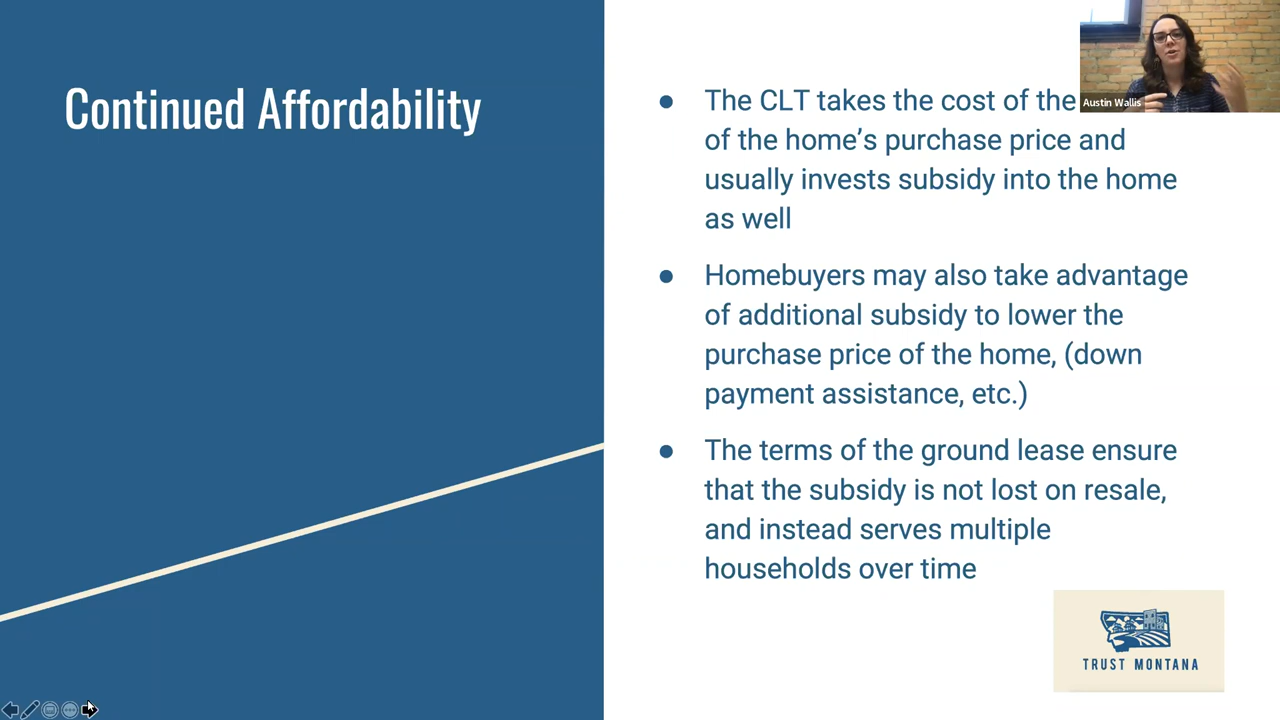 Continued Affordability
● The CLT takes the cost of the
of the home’s purchase price and
usually invests subsidy into the home
as well
● Homebuyers may also take advantage
of additional subsidy to lower the
purchase price of the home, (down
payment assistance, etc.)
● The terms of the ground lease ensure
that the subsidy is not lost on resale,
and instead serves multiple
households over time
Austin Wallis
TRUST MONTANA